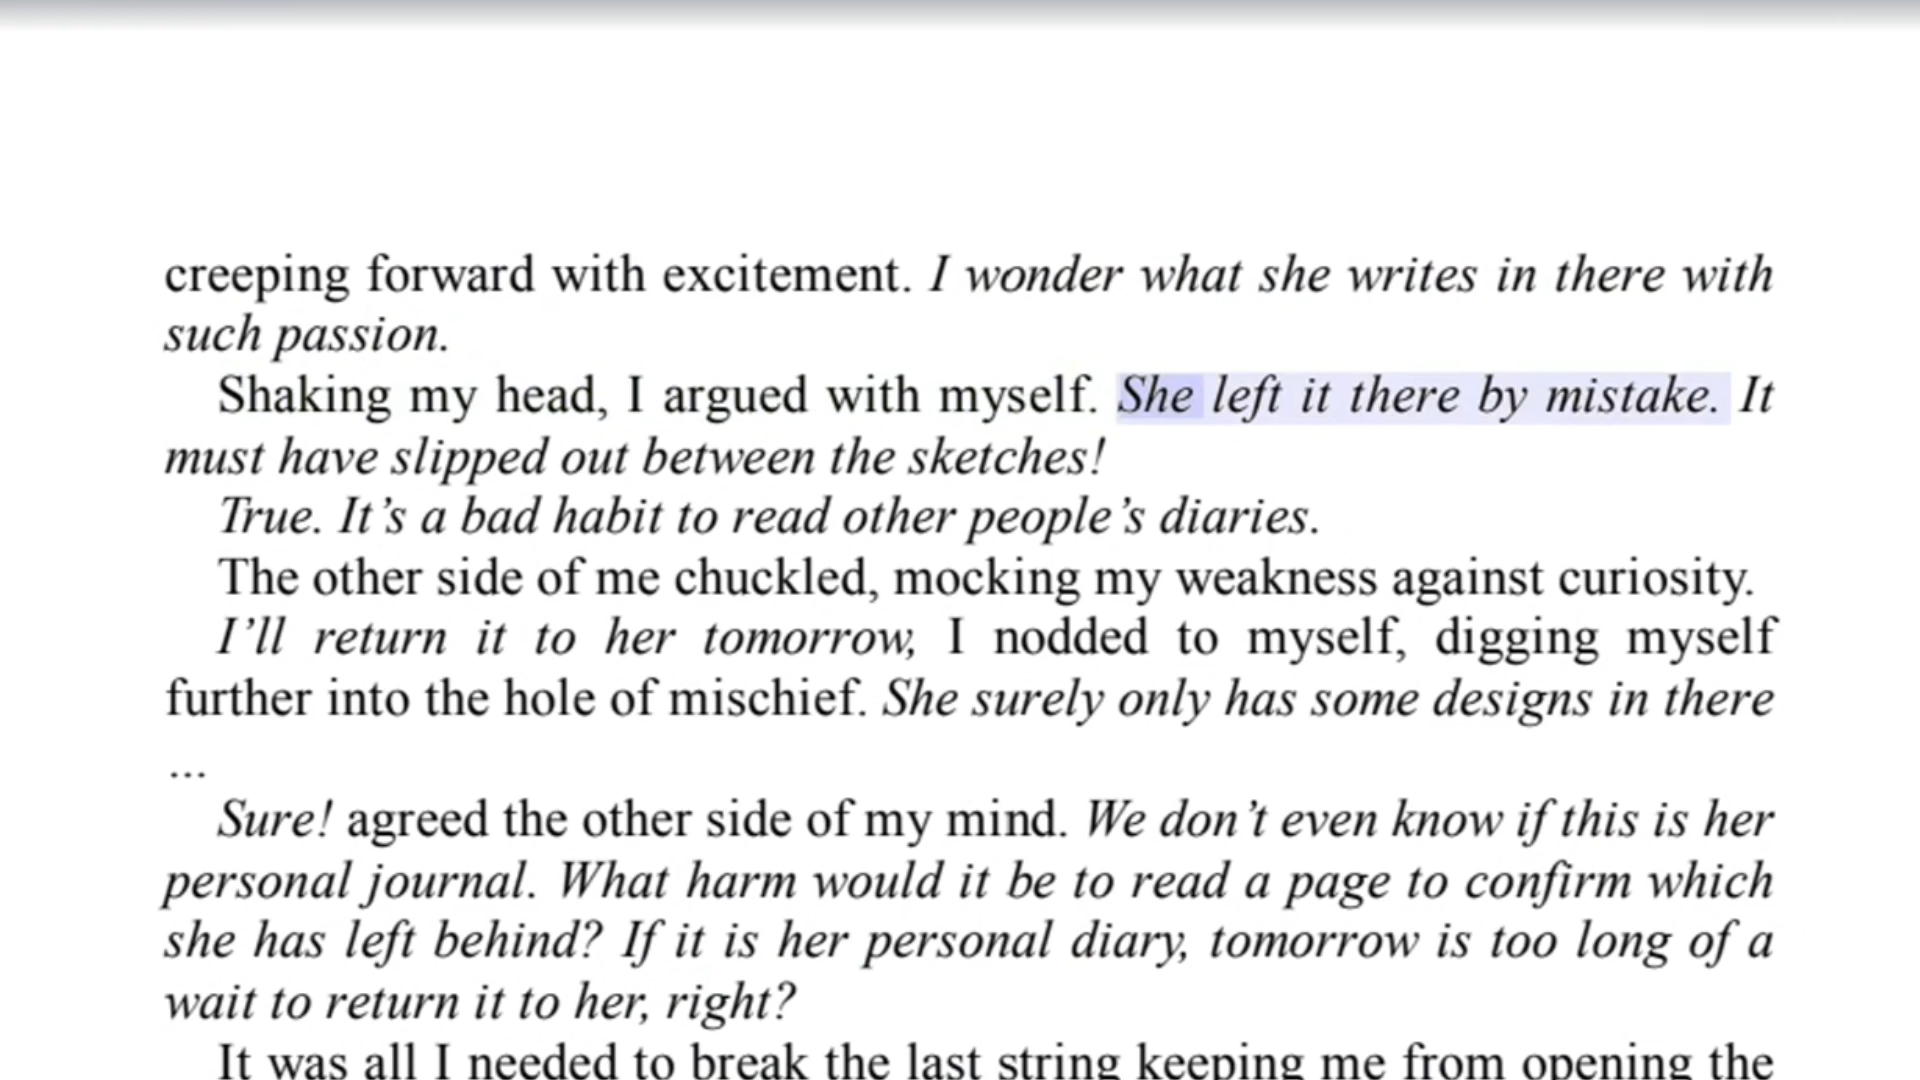 creeping forward with excitement. I wonder what she writes in there with
such passion.
Shaking my head, I argued with myself. She left it there by mistake. It
must have slipped out between the sketches!
True. It’s a bad habit to read other people’s diaries.
The other side of me chuckled, mocking my weakness against curiosity.
I’ll return it to her tomorrow, I nodded to myself, digging myself
further into the hole of mischief. She surely only has some designs in there
...
Sure! agreed the other side of my mind. We don’t even know if this is her
personal journal. What harm would it be to read a page to confirm which
she has left behind? If it is her personal diary, tomorrow is too long of a
wait to return it to her, right?
It was all I needed to break the last string keeping me from opening the